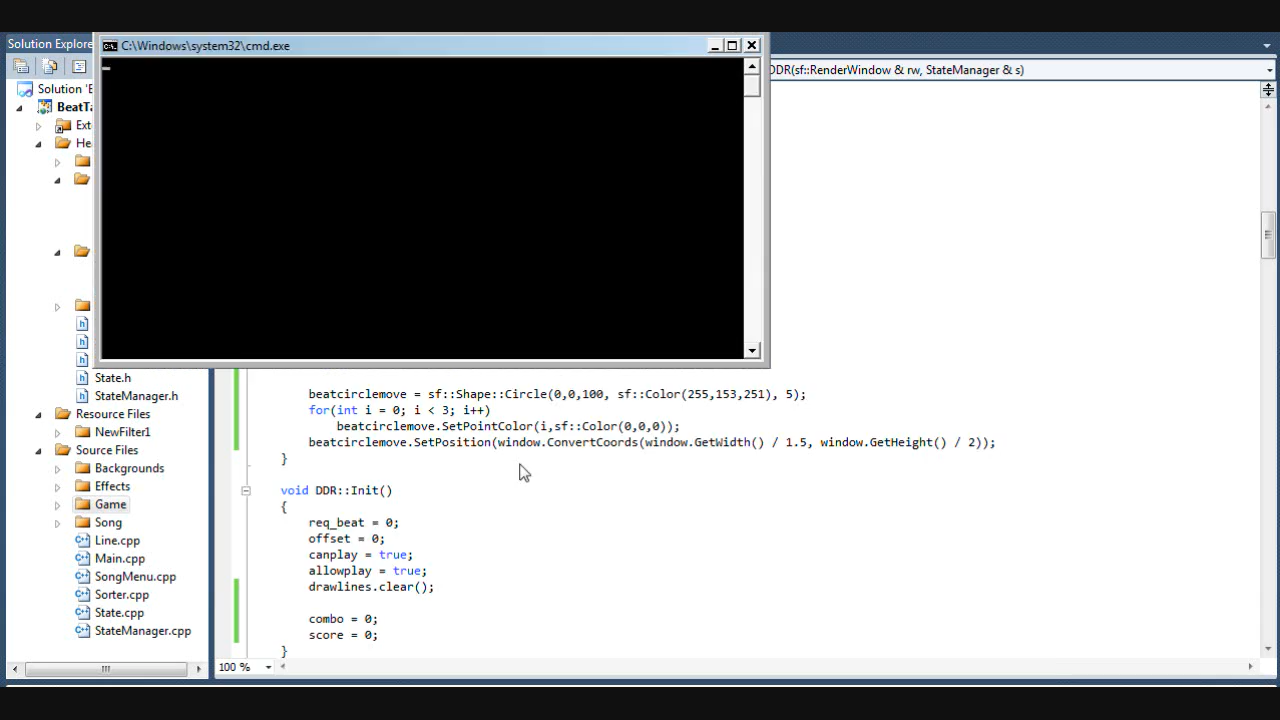 C:\Windows\system32\cmd.exe
Solution Explore
DDR(sf::RenderWindow & rw, StateManager & s)
Solution 'B
BeatTa
Ext
He
State.h
StateManager.h
Resource Files
NewFilter1
Source Files
Backgrounds
Effects
Game
Song
Line.cpp
Main.cpp
SongMenu.cpp
Sorter.cpp
State.cpp
StateManager.cpp
beatcirclemove = sf::Shape::Circle(0,0,100, sf::Color(255,153,251), 5);
for(int i = 0; i < 3; i++)
beatcirclemove.SetPointColor(i,sf::Color(0,0,0));
beatcirclemove.SetPosition(window.ConvertCoords(window.GetWidth() / 1.5, window.GetHeight() / 2));
}
void DDR::Init()
{
req_beat = 0;
offset = 0;
canplay = true;
allowplay = true;
drawlines.clear();
combo = 0;
score = 0;
}
100 %